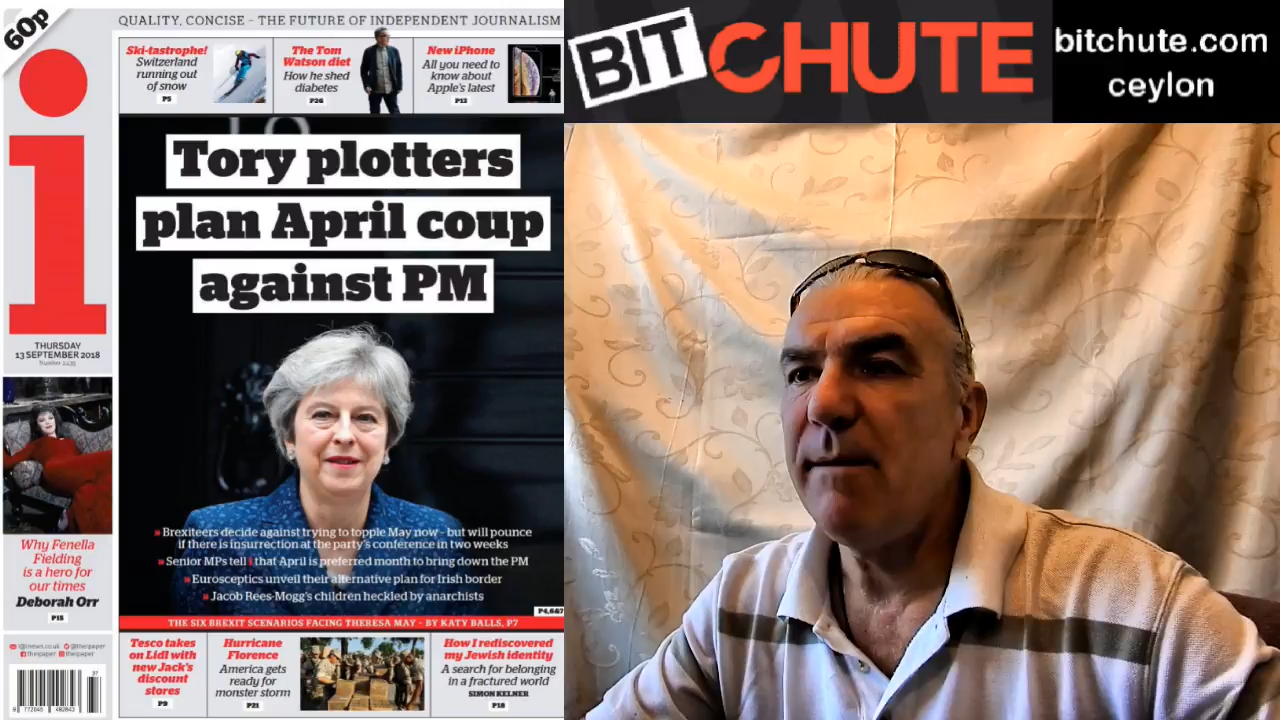 60p
QUALITY, CONCISE – THE FUTURE OF INDEPENDENT JOURNALISM
i
THURSDAY
13 SEPTEMBER 2018
Ski-tastrophe!
Switzerland
running out
of snow
P5
The Tom
Watson diet
How he shed
diabetes
P26
New iPhone
All you need to
know about
Apple's latest
P13
Tory plotters
plan April coup
against PM
» Brexiteers decide against trying to topple May now – but will pounce
if there is insurrection at the party's conference in two weeks
» Senior MPs tell i that April is preferred month to bring down the PM
» Eurosceptics unveil their alternative plan for Irish border
» Jacob Rees-Mogg's children heckled by anarchists
P4,6&7
THE SIX BREXIT SCENARIOS FACING THERESA MAY – BY KATY BALLS, P7
Why Fenella
Fielding
is a hero for
our times
Deborah Orr
P15
Tesco takes
on Lidl with
new Jack's
discount
stores
P9
Hurricane
Florence
America gets
ready for
monster storm
P21
How I rediscovered
my Jewish identity
A search for belonging
in a fractured world
SIMON KELNER
P18
BITCHUTE
bitchute.com
ceylon